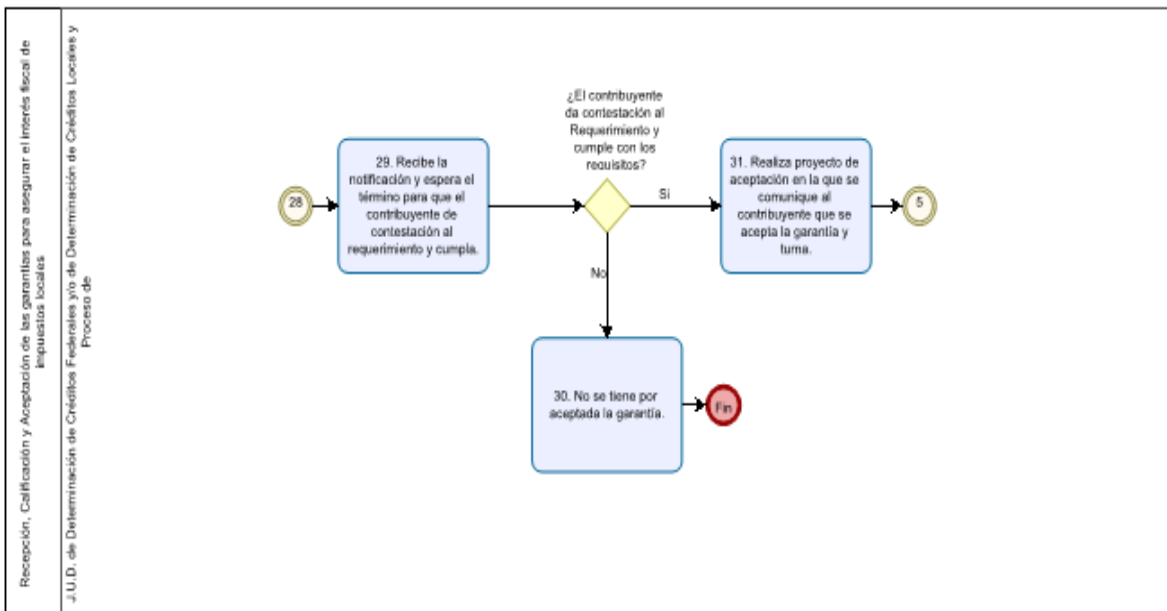 Recepción, Calificación y Aceptación de las garantías para asegurar el interés fiscal de
impuestos locales
J.U.D. de Determinación de Créditos Federales y/o de Determinación de Créditos Locales y
Proceso de
28
29. Recibe la
notificación y espera el
término para que el
contribuyente de
contestación al
requerimiento y cumpla.
¿El contribuyente
da contestación al
Requerimiento y
cumple con los
requisitos?
Si
31. Realiza proyecto de
aceptación en la que se
comunique al
contribuyente que se
acepta la garantía y
turna.
5
No
30. No se tiene por
aceptada la garantía.
Fin